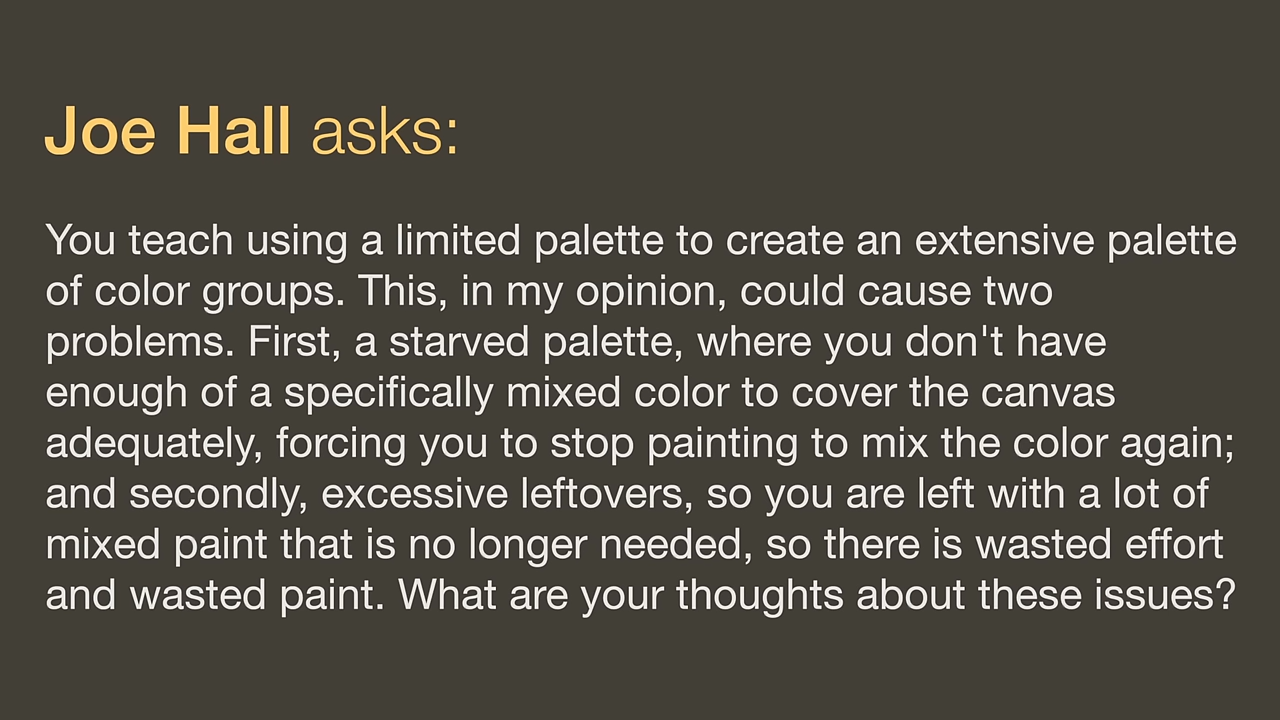 Joe Hall asks:
You teach using a limited palette to create an extensive palette
of color groups. This, in my opinion, could cause two
problems. First, a starved palette, where you don't have
enough of a specifically mixed color to cover the canvas
adequately, forcing you to stop painting to mix the color again;
and secondly, excessive leftovers, so you are left with a lot of
mixed paint that is no longer needed, so there is wasted effort
and wasted paint. What are your thoughts about these issues?